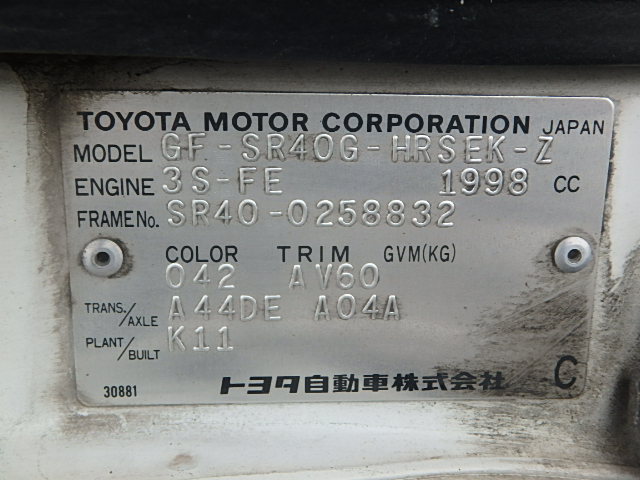 TOYOTA MOTOR CORPORATION JAPAN
MODEL GF-SR40G-HRSEK-Z
ENGINE 3S-FE 1998 CC
FRAME No. SR40-0258832
COLOR TRIM GVM(KG)
042 AV60
TRANS./AXLE A44DE A04A
PLANT/BUILT K11
30881 トヨタ自動車株式会社 C